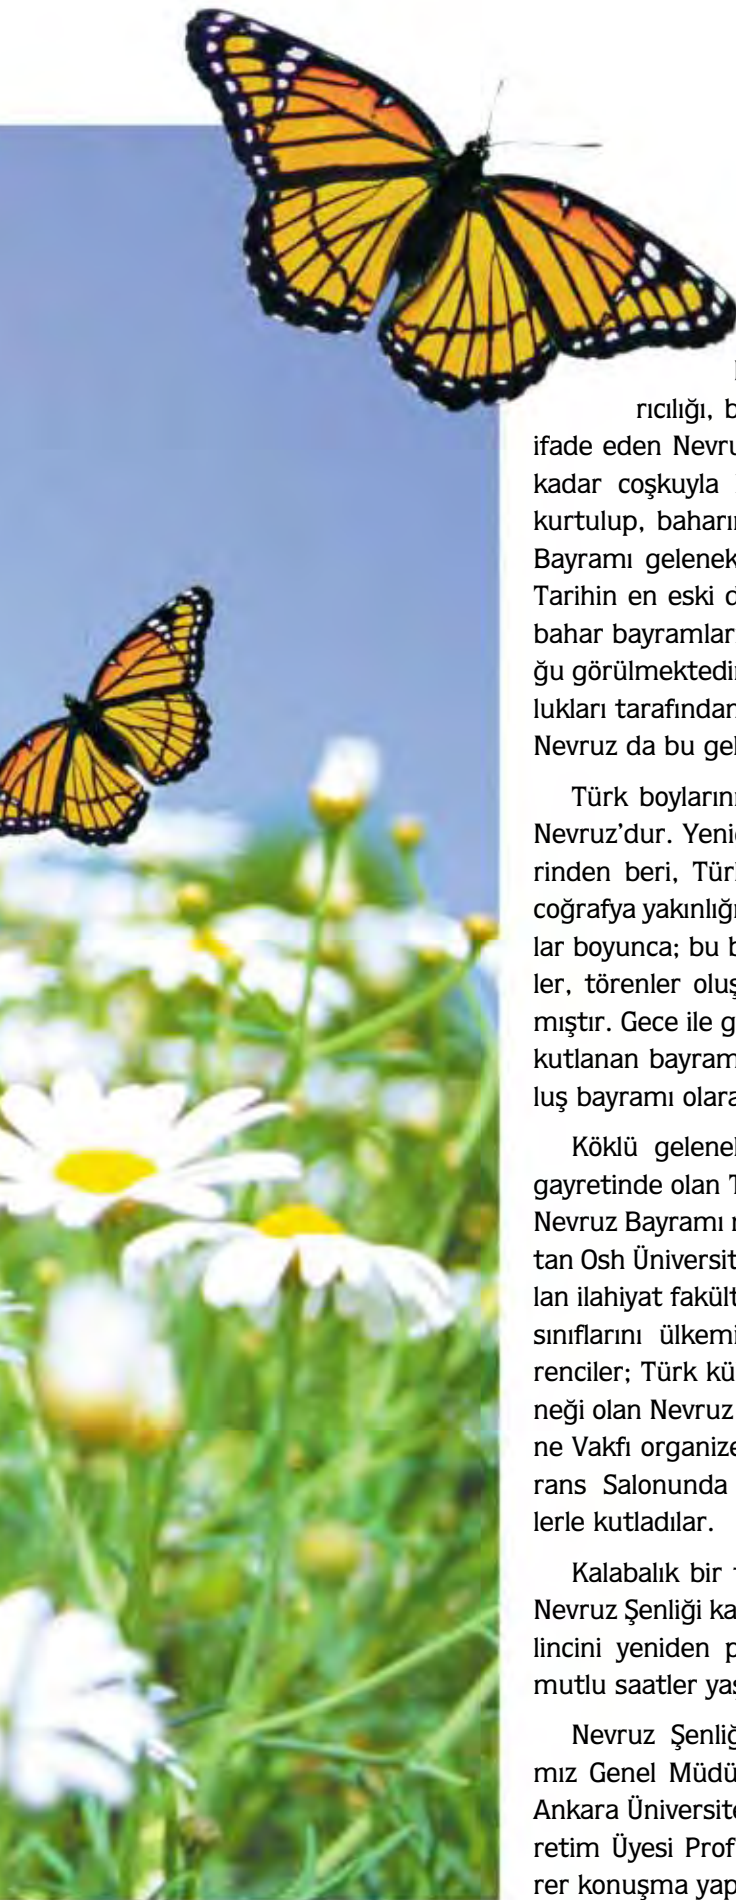 rıcılığı, b
ifade eden Nevru
kadar coşkuyla
kurtulup, baharı
Bayramı gelenek
Tarihin en eski d
bahar bayramlar
ğu görülmektedi
lukları tarafından
Nevruz da bu gel
Türk boylarını
Nevruz’dur. Yeni
rinden beri, Tür
coğrafya yakınlığ
lar boyunca; bu b
ler, törenler oluş
mıştır. Gece ile g
kutlanan bayram
luş bayramı olara
Köklü gelenel
gayretinde olan T
Nevruz Bayramı
tan Osh Üniversit
lan ilahiyat fakült
sınıflarını ülkemi
renciler; Türk kü
neği olan Nevruz
ne Vakfı organize
rans Salonunda
lerle kutladılar.
Kalabalık bir
Nevruz Şenliği ka
lincini yeniden p
mutlu saatler yaş
Nevruz Şenliğ
mız Genel Müdü
Ankara Üniversite
retim Üyesi Prof
rer konuşma yap